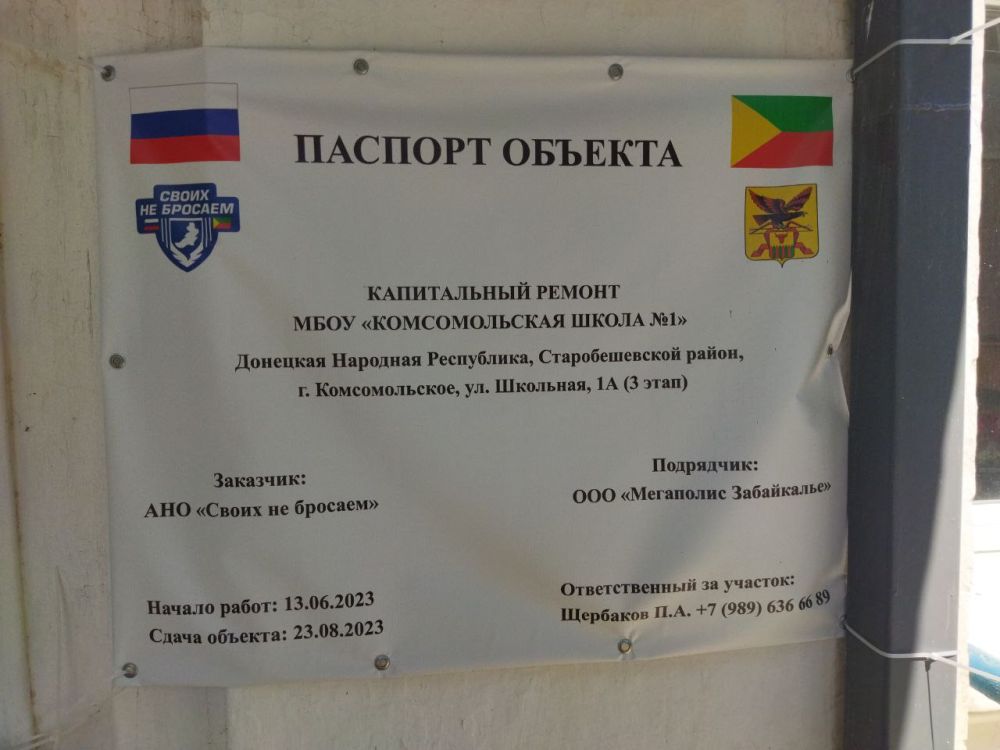 ПАСПОРТ ОБЪЕКТА
СВОИХ
НЕ БРОСАЕМ
КАПИТАЛЬНЫЙ РЕМОНТ
МБОУ «КОМСОМОЛЬСКАЯ ШКОЛА №1»
Донецкая Народная Республика, Старобешевской район,
г. Комсомольское, ул. Школьная, 1А (3 этап)
Заказчик:
АНО «Своих не бросаем»
Подрядчик:
ООО «Мегаполис Забайкалье»
Начало работ: 13.06.2023
Сдача объекта: 23.08.2023
Ответственный за участок:
Щербаков П.А. +7 (989) 636 66 89